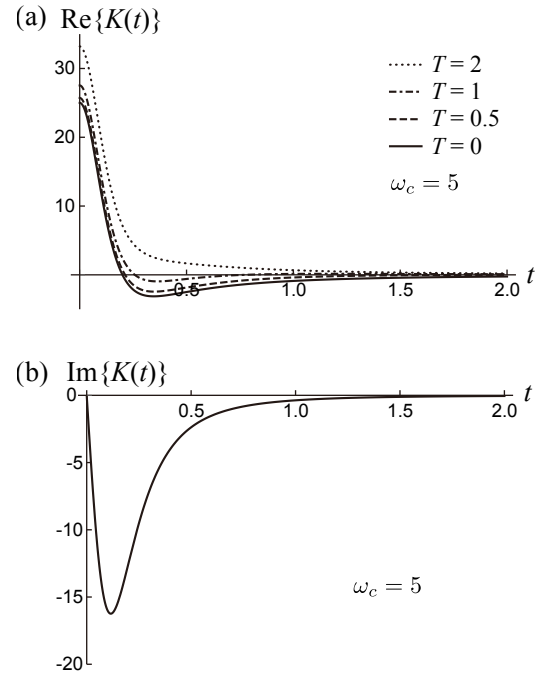 (a) Re{K(t)}
30
20
10
0.5 1.0 1.5 2.0 t
T = 2
T = 1
T = 0.5
T = 0
ω_c = 5
(b) Im{K(t)}
0
0.5 1.0 1.5 2.0 t
-5
-10
-15
-20
ω_c = 5